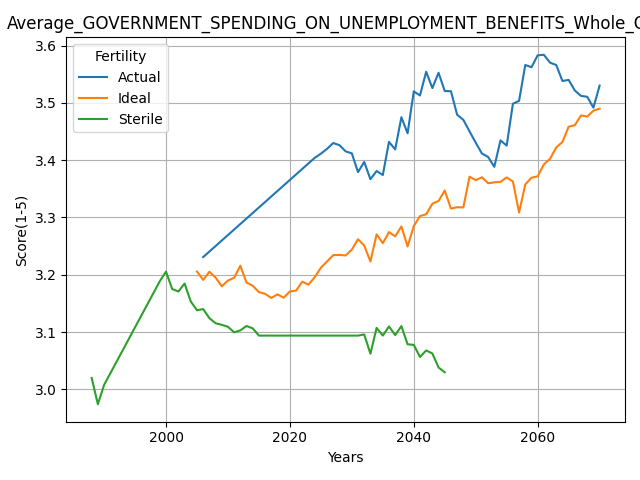 Average_GOVERNMENT_SPENDING_ON_UNEMPLOYMENT_BENEFITS_Whole_
Fertility
Actual
Ideal
Sterile
Score(1-5)
3.6
3.5
3.4
3.3
3.2
3.1
3.0
2000 2020 2040 2060
Years